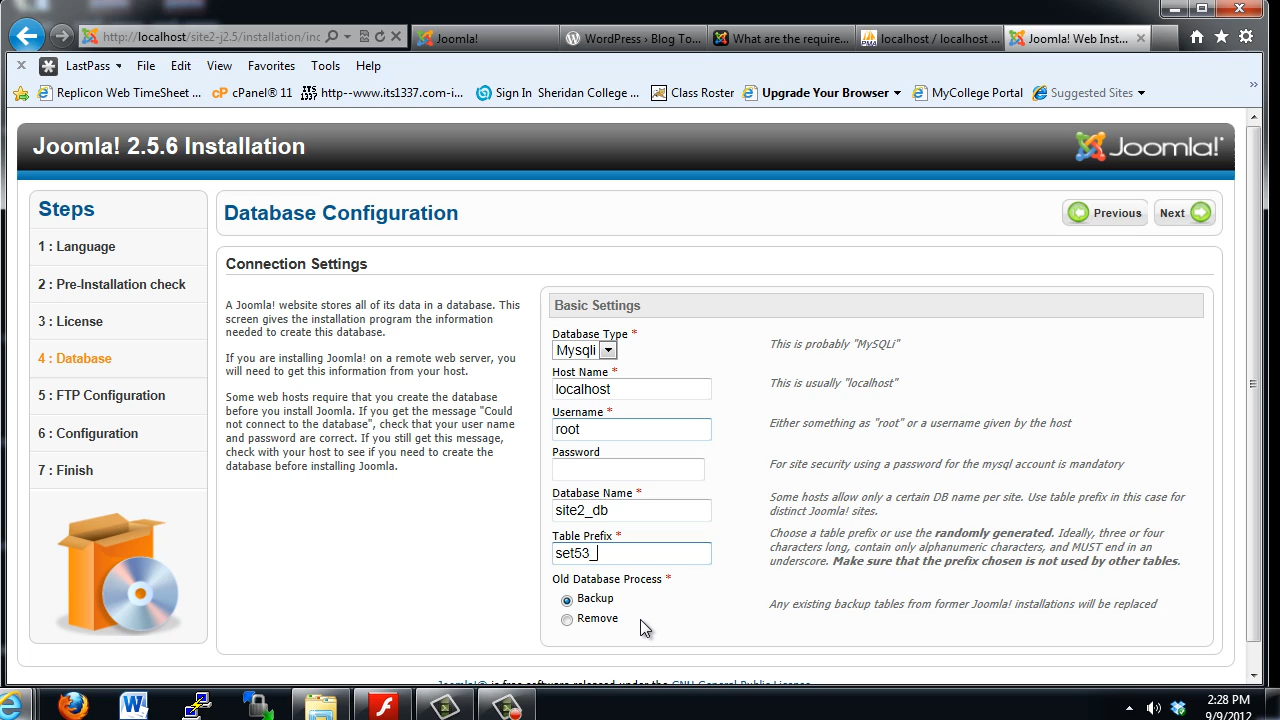 http://localhost/site2-j2.5/installation/inc
Joomla!
WordPress › Blog To...
What are the require...
localhost / localhost ...
Joomla! Web Inst...
LastPass
File
Edit
View
Favorites
Tools
Help
Replicon Web TimeSheet ...
cPanel® 11
http--www.its1337.com-i...
Sign In Sheridan College ...
Class Roster
Upgrade Your Browser
MyCollege Portal
Suggested Sites
Joomla! 2.5.6 Installation
Joomla!
Steps
1 : Language
2 : Pre-Installation check
3 : License
4 : Database
5 : FTP Configuration
6 : Configuration
7 : Finish
Database Configuration
Previous
Next
Connection Settings
A Joomla! website stores all of its data in a database. This
screen gives the installation program the information
needed to create this database.
If you are installing Joomla! on a remote web server, you
will need to get this information from your host.
Some web hosts require that you create the database
before you install Joomla. If you get the message "Could
not connect to the database", check that your user name
and password are correct. If you still get this message,
check with your host to see if you need to create the
database before installing Joomla.
Basic Settings
Database Type *
Mysqli
This is probably "MySQLi"
Host Name *
localhost
This is usually "localhost"
Username *
root
Either something as "root" or a username given by the host
Password
For site security using a password for the mysql account is mandatory
Database Name *
site2_db
Some hosts allow only a certain DB name per site. Use table prefix in this case for
distinct Joomla! sites.
Table Prefix *
set53_
Choose a table prefix or use the randomly generated. Ideally, three or four
characters long, contain only alphanumeric characters, and MUST end in an
underscore. Make sure that the prefix chosen is not used by other tables.
Old Database Process *
Backup
Remove
Any existing backup tables from former Joomla! installations will be replaced
Joomla!® is free software released under the GNU General Public License.
2:28 PM
9/9/2012